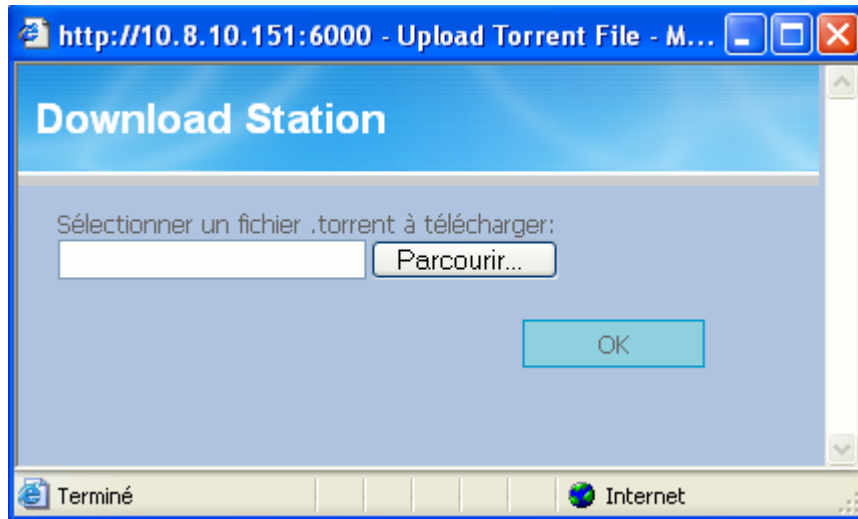 http://10.8.10.151:6000 - Upload Torrent File - M...
Download Station
Sélectionner un fichier .torrent à télécharger:
Parcourir...
OK
Terminé
Internet